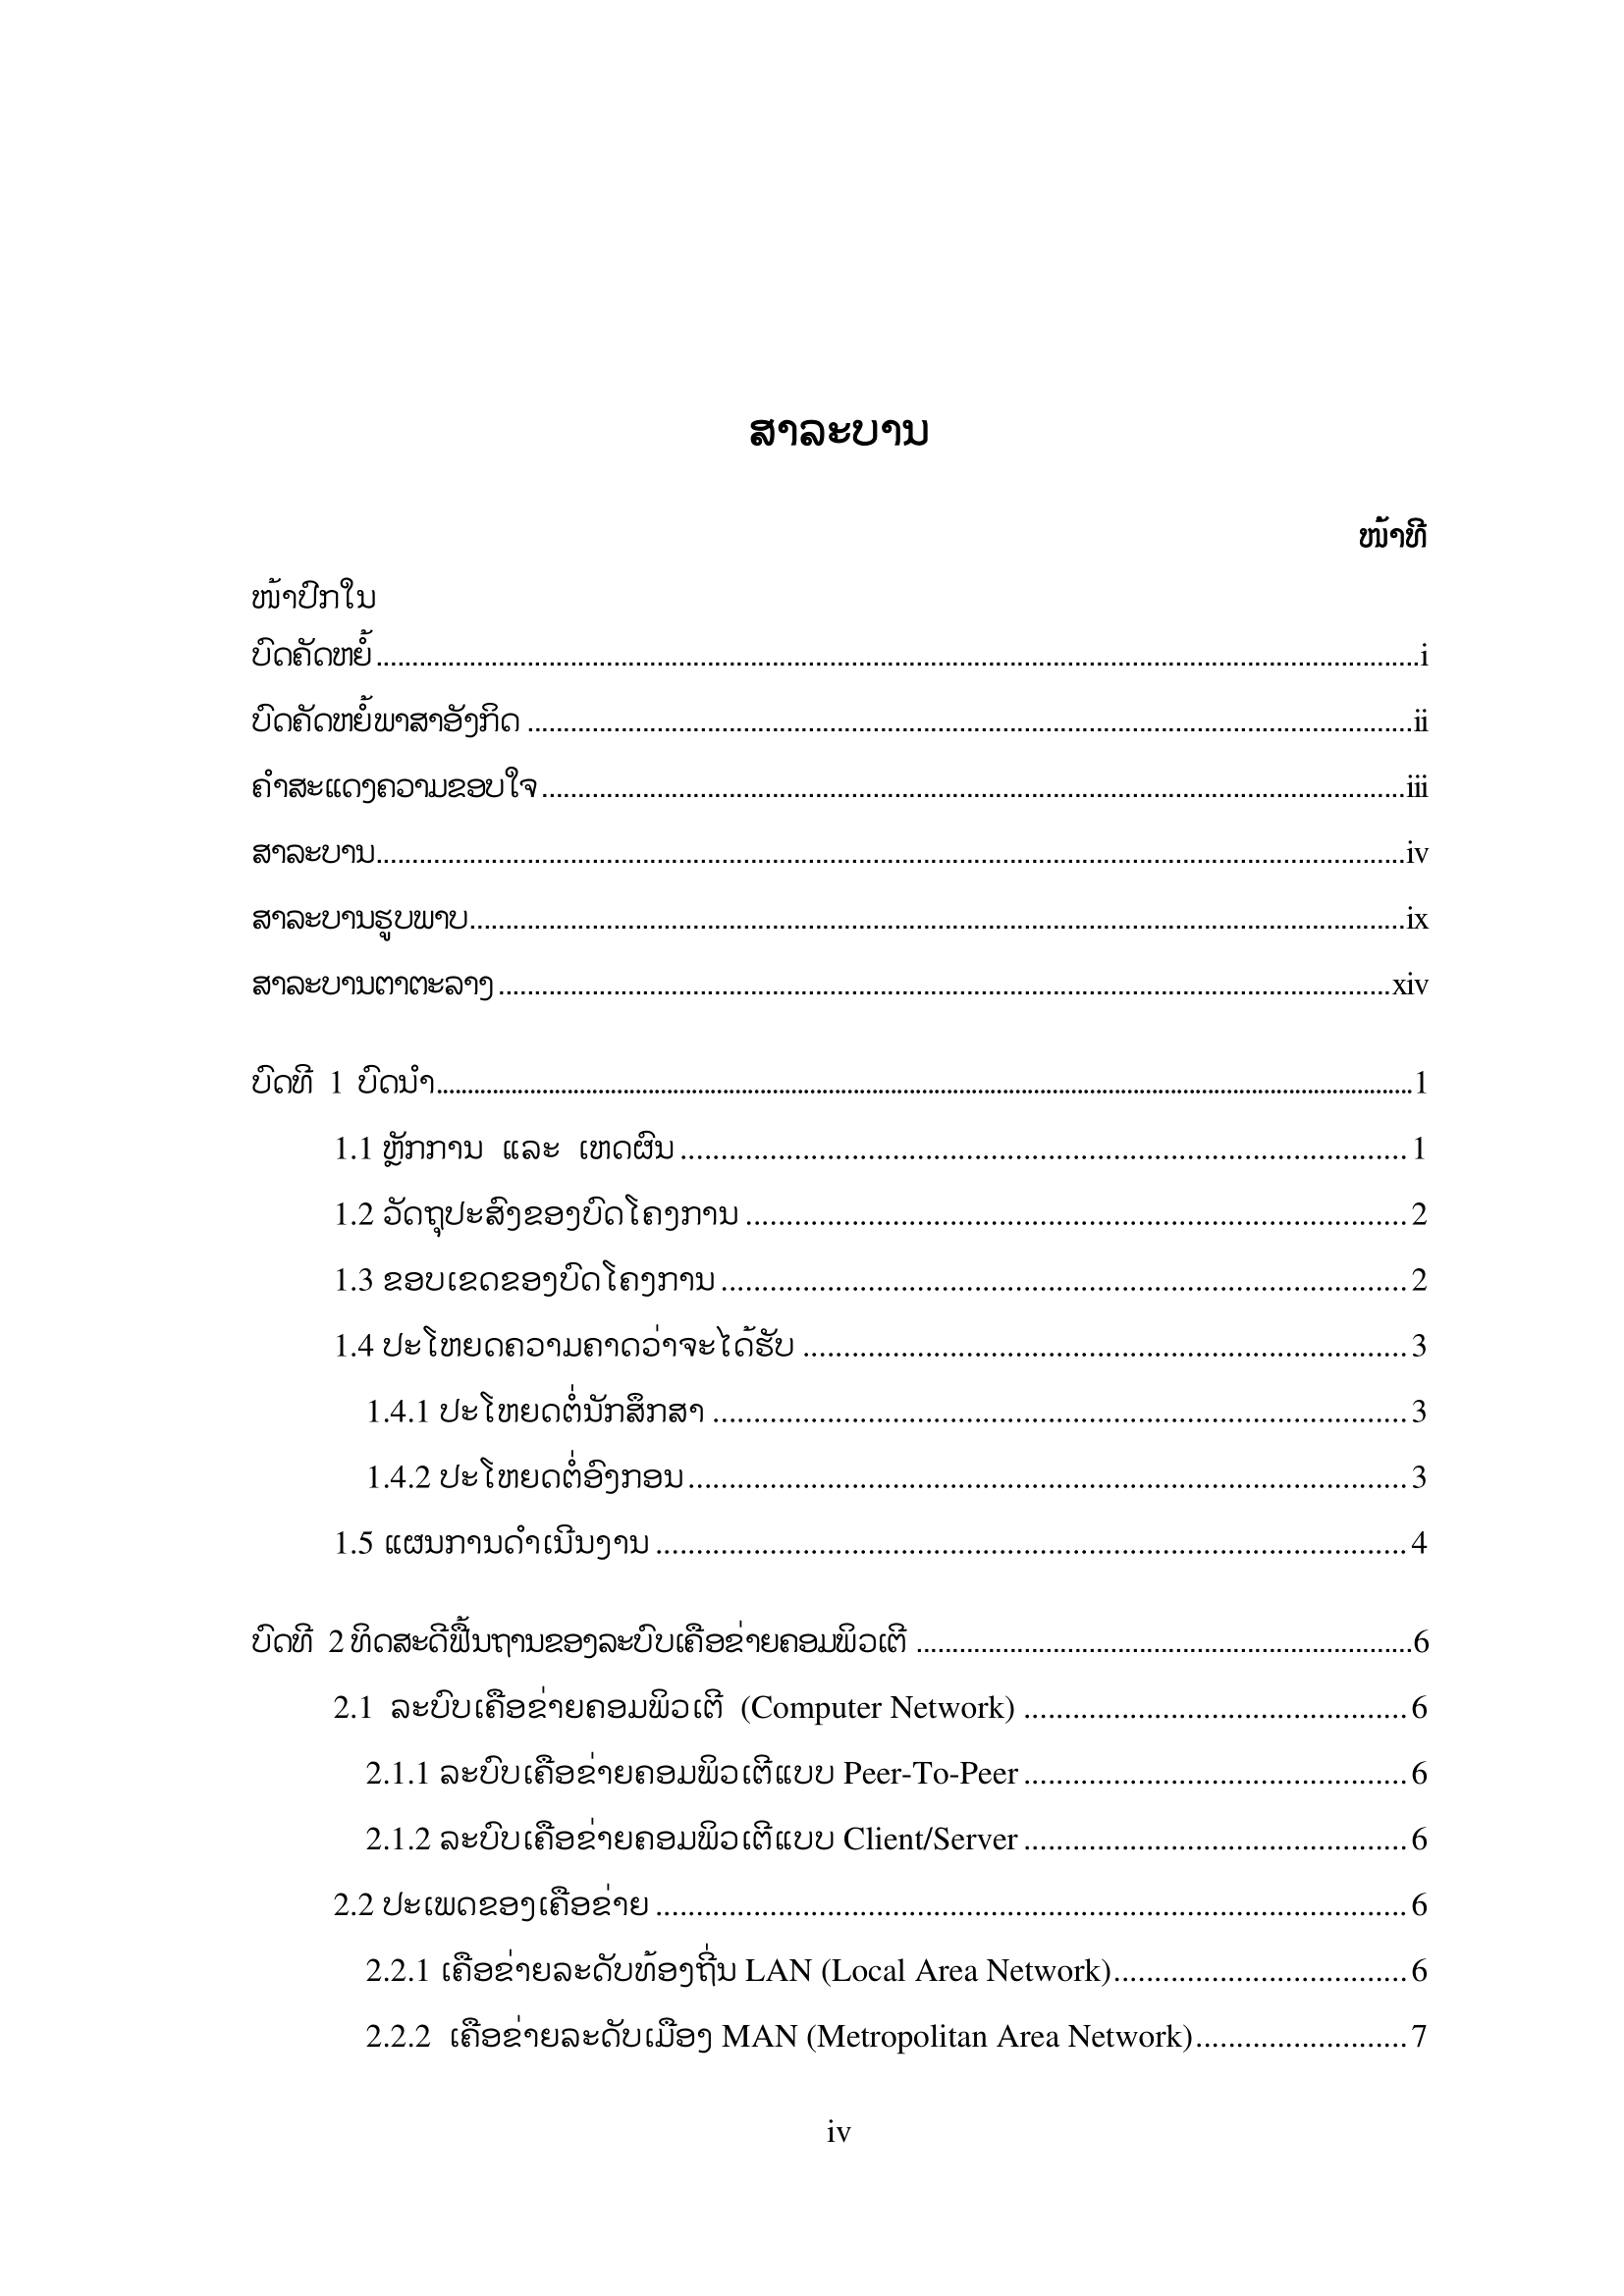 ສາລະບານ
ໜ້າທີ
ໜ້າປົກໃນ
ບົດຄັດຫຍໍ້....................i
ບົດຄັດຫຍໍ້ພາສາອັງກິດ....................ii
ຄຳສະແດງຄວາມຂອບໃຈ....................iii
ສາລະບານ....................iv
ສາລະບານຮູບພາບ....................ix
ສາລະບານຕາຕະລາງ....................xiv
ບົດທີ 1 ບົດນຳ....................1
1.1 ຫຼັກການ ແລະ ເຫດຜົນ....................1
1.2 ວັດຖຸປະສົງຂອງບົດໂຄງການ....................2
1.3 ຂອບເຂດຂອງບົດໂຄງການ....................2
1.4 ປະໂຫຍດຄວາມຄາດວ່າຈະໄດ້ຮັບ....................3
1.4.1 ປະໂຫຍດຕໍ່ນັກສຶກສາ....................3
1.4.2 ປະໂຫຍດຕໍ່ອົງກອນ....................3
1.5 ແຜນການດຳເນີນງານ....................4
ບົດທີ 2 ທິດສະດີພື້ນຖານຂອງລະບົບເຄືອຂ່າຍຄອມພິວເຕີ....................6
2.1 ລະບົບເຄືອຂ່າຍຄອມພິວເຕີ (Computer Network)....................6
2.1.1 ລະບົບເຄືອຂ່າຍຄອມພິວເຕີແບບ Peer-To-Peer....................6
2.1.2 ລະບົບເຄືອຂ່າຍຄອມພິວເຕີແບບ Client/Server....................6
2.2 ປະເພດຂອງເຄືອຂ່າຍ....................6
2.2.1 ເຄືອຂ່າຍລະດັບທ້ອງຖິ່ນ LAN (Local Area Network)....................6
2.2.2 ເຄືອຂ່າຍລະດັບເມືອງ MAN (Metropolitan Area Network)....................7
iv